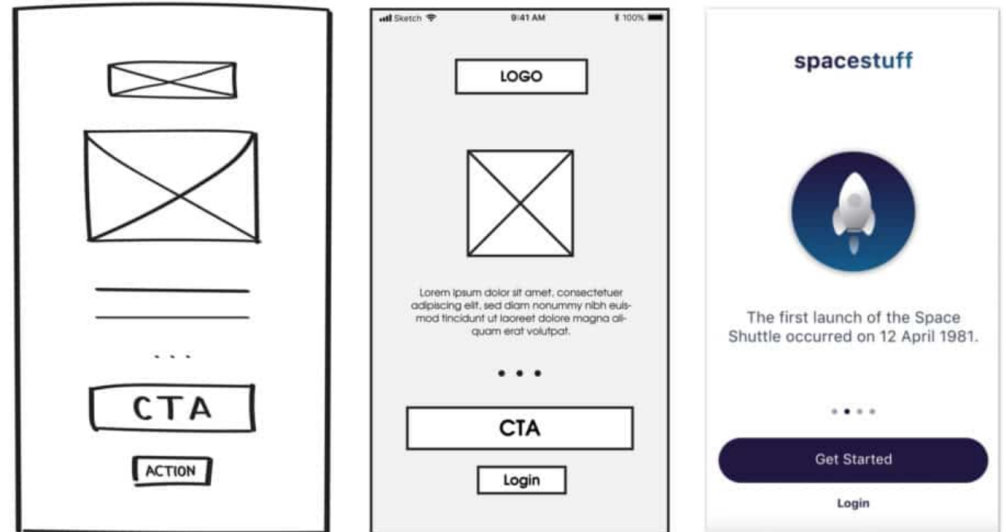 CTA
ACTION
Sketch 9:41 AM 100%
LOGO
Lorem ipsum dolor sit amet, consectetuer
adipiscing elit, sed diam nonummy nibh euis-
mod tincidunt ut laoreet dolore magna ali-
quam erat volutpat.
CTA
Login
spacestuff
The first launch of the Space
Shuttle occurred on 12 April 1981.
Get Started
Login